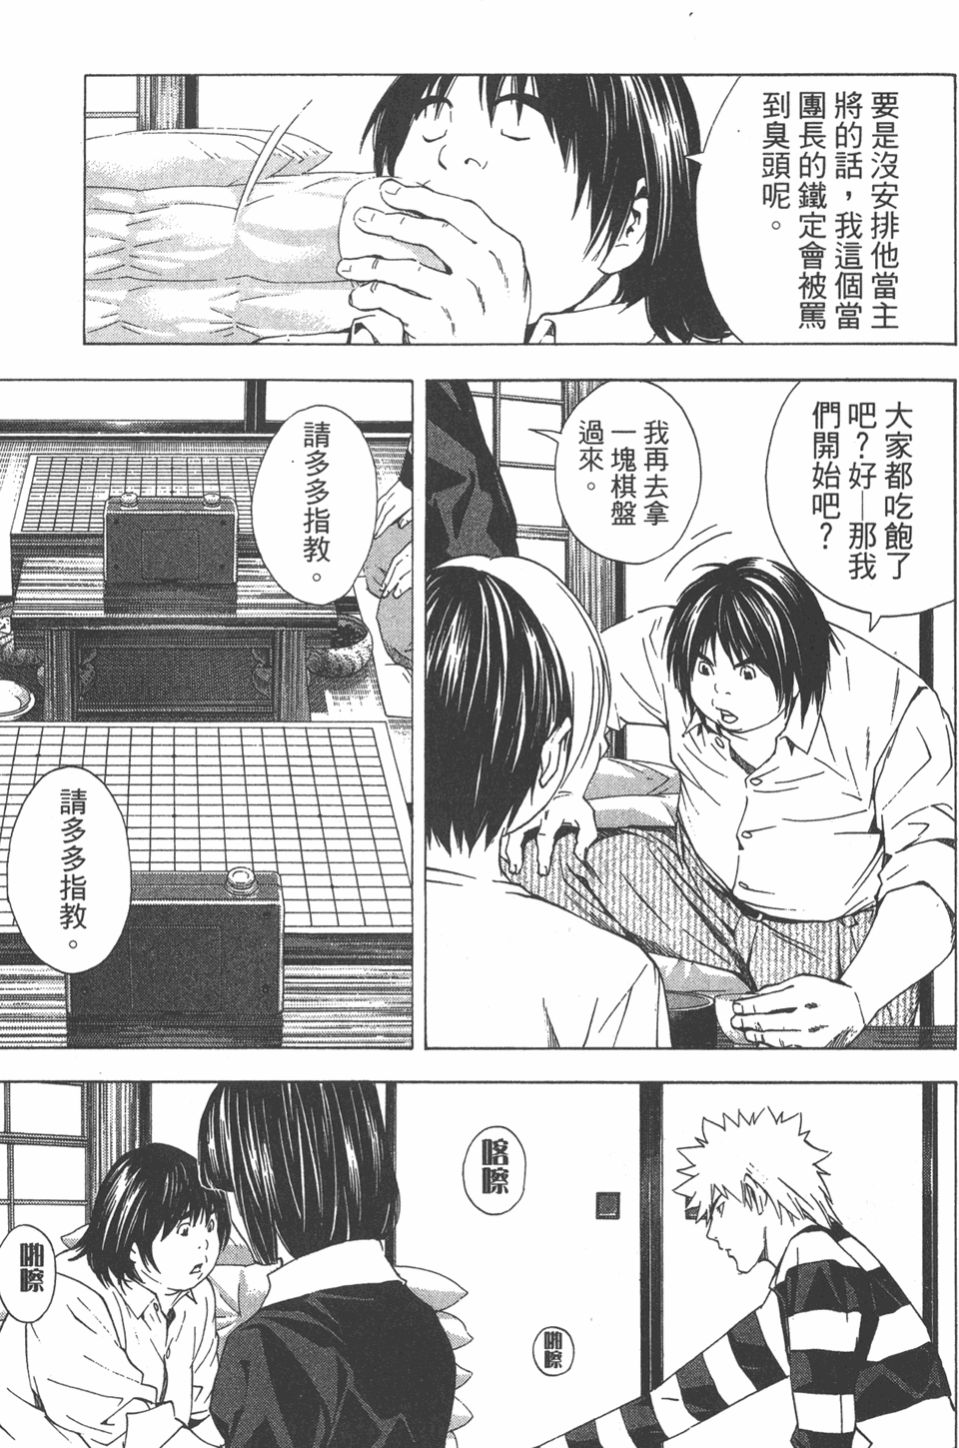 要是沒安排他當主
將的話，我這個當
團長的鐵定會被罵
到臭頭呢。
大家都吃飽了
吧？好—那我
們開始吧？
我再去拿
一塊棋盤
過來。
請多多指教。
請多多指教。
喀嚓
啪嚓
啪嚓